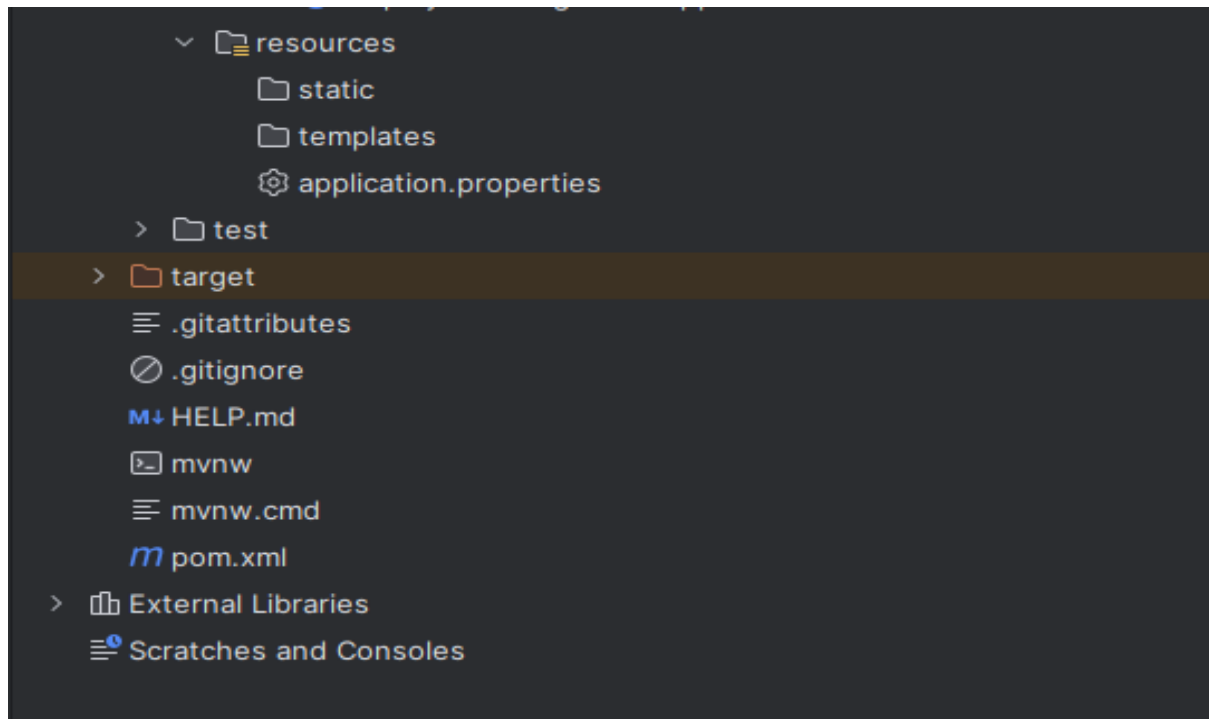 resources
static
templates
application.properties
test
target
.gitattributes
.gitignore
M↓ HELP.md
mvnw
mvnw.cmd
m pom.xml
External Libraries
Scratches and Consoles